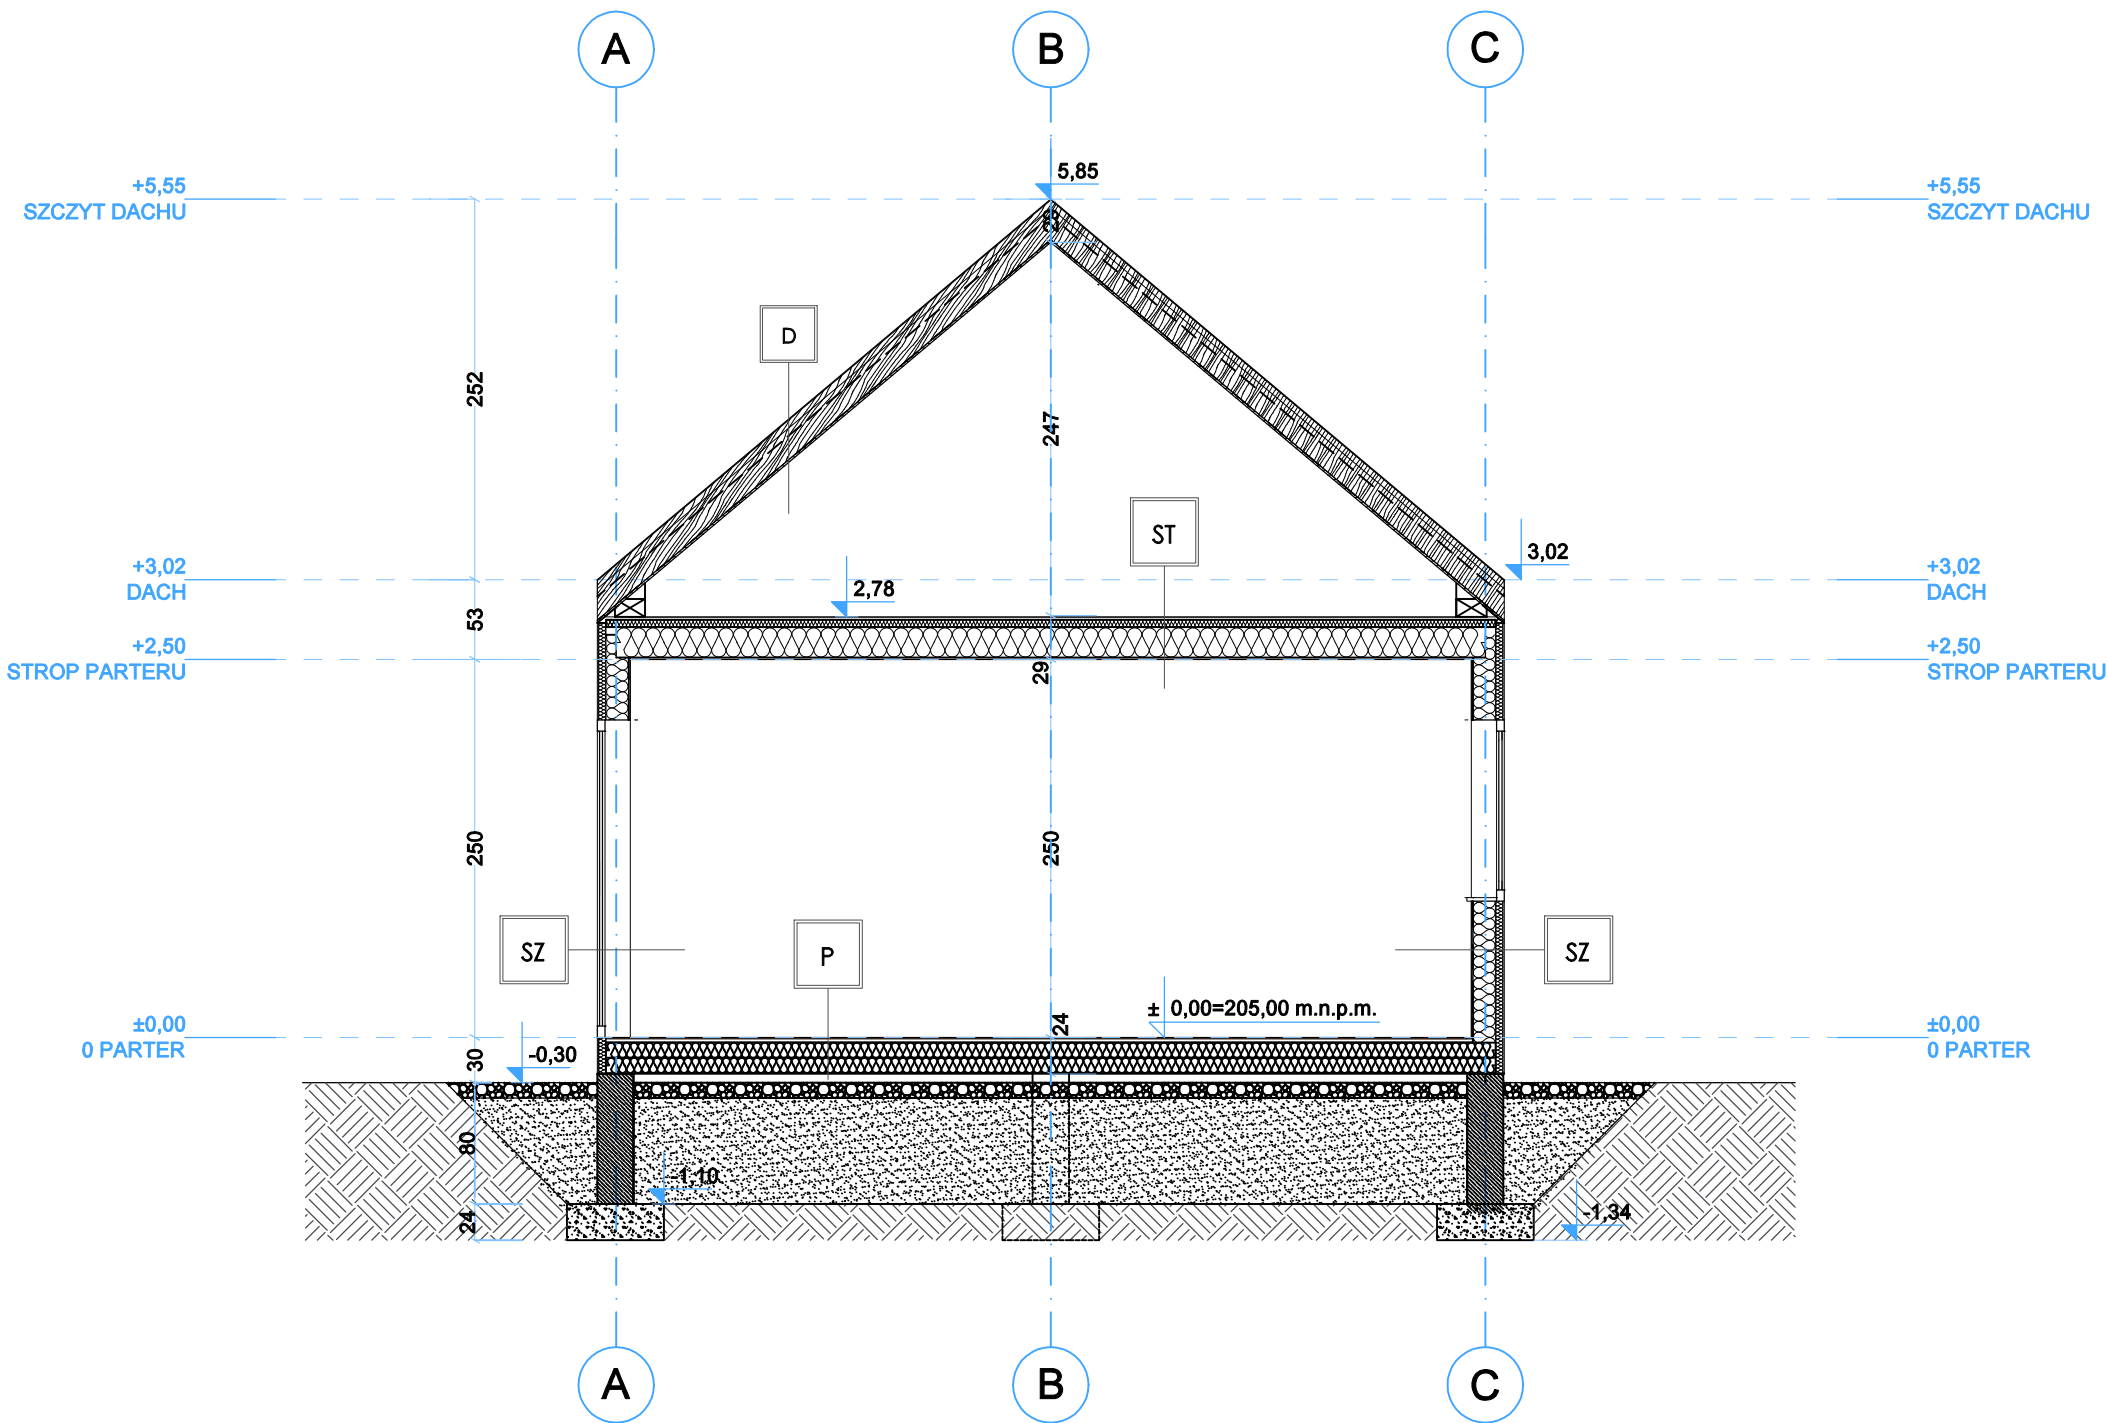 A
B
C
5,85
+5,55
SZCZYT DACHU
+5,55
SZCZYT DACHU
28
D
252
247
ST
3,02
+3,02
DACH
2,78
+3,02
DACH
53
+2,50
STROP PARTERU
29
+2,50
STROP PARTERU
250
250
SZ
P
SZ
± 0,00=205,00 m.n.p.m.
24
±0,00
0 PARTER
±0,00
0 PARTER
30
-0,30
80
-1,10
24
-1,34
A
B
C